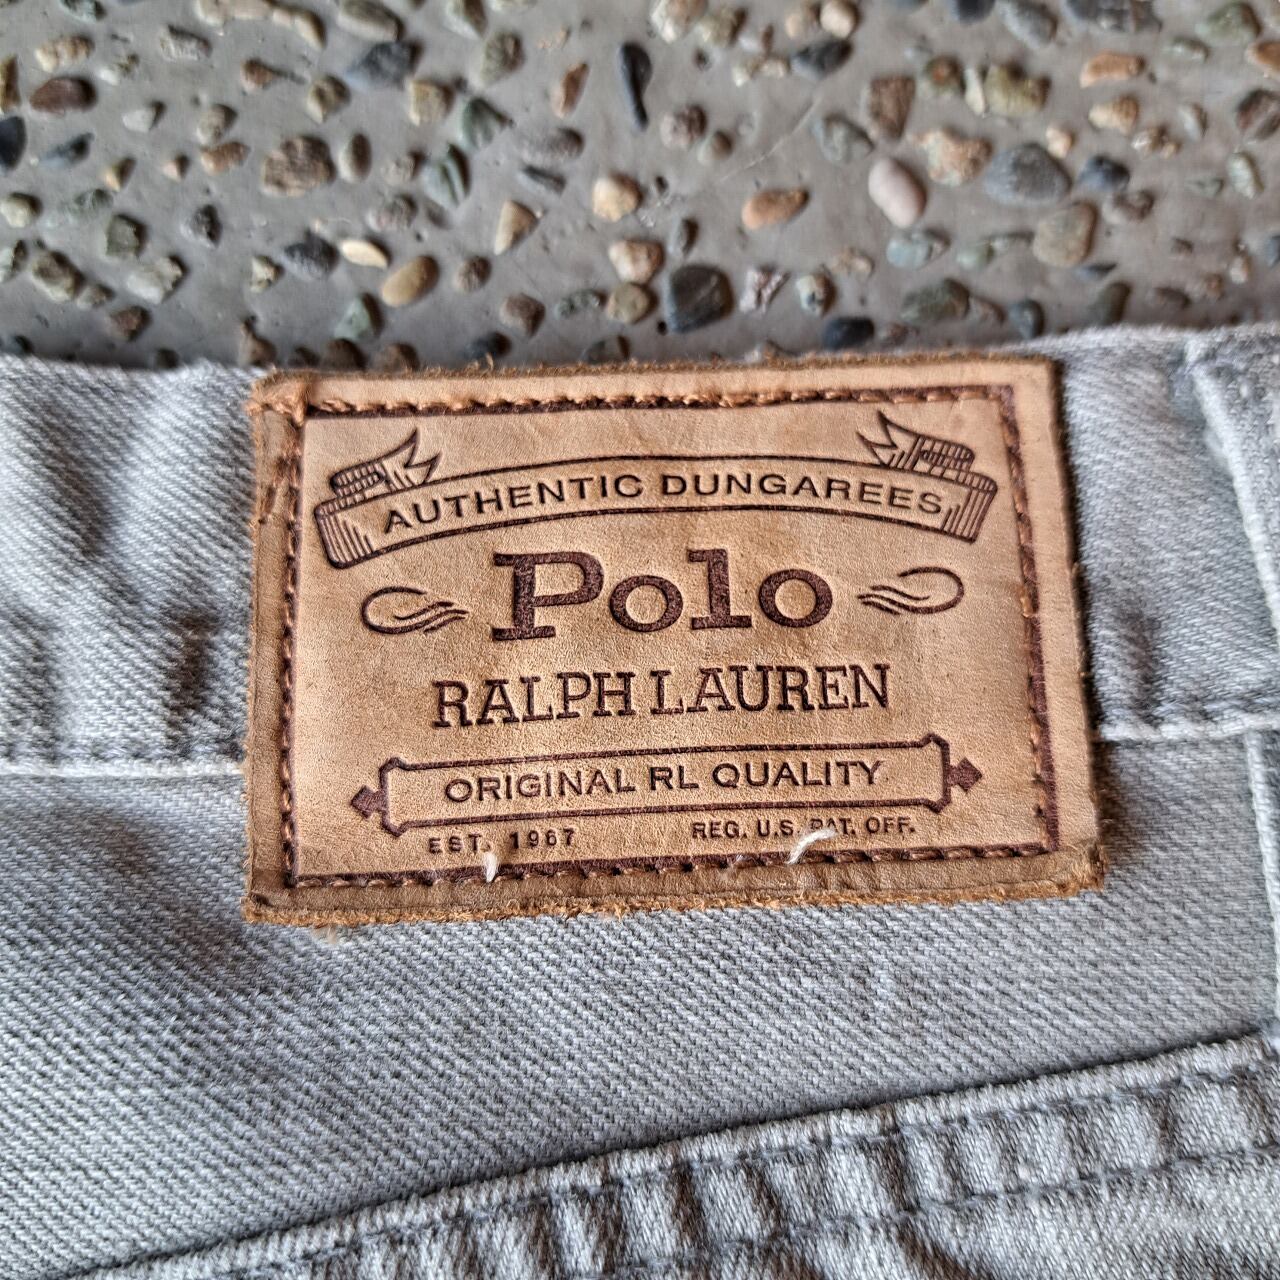 AUTHENTIC DUNGAREES
Polo
RALPH LAUREN
ORIGINAL RL QUALITY
EST. 1967 REG. U.S. PAT. OFF.